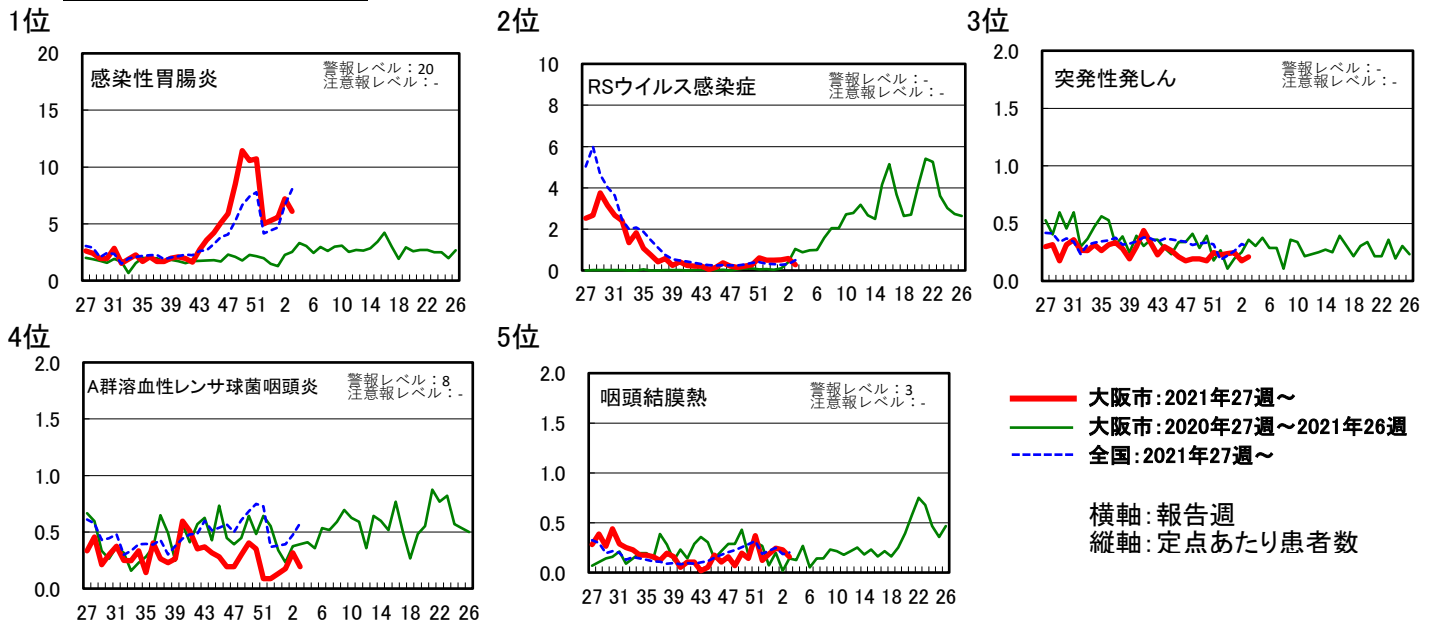 1位
感染性胃腸炎
警報レベル：20
注意報レベル：-
20
15
10
5
0
27 31 35 39 43 47 51 2 6 10 14 18 22 26
2位
RSウイルス感染症
警報レベル：-
注意報レベル：-
10
8
6
4
2
0
27 31 35 39 43 47 51 2 6 10 14 18 22 26
3位
突発性発しん
警報レベル：-
注意報レベル：-
2.0
1.5
1.0
0.5
0.0
27 31 35 39 43 47 51 2 6 10 14 18 22 26
4位
A群溶血性レンサ球菌咽頭炎
警報レベル：8
注意報レベル：-
2.0
1.5
1.0
0.5
0.0
27 31 35 39 43 47 51 2 6 10 14 18 22 26
5位
咽頭結膜熱
警報レベル：3
注意報レベル：-
2.0
1.5
1.0
0.5
0.0
27 31 35 39 43 47 51 2 6 10 14 18 22 26
大阪市：2021年27週～
大阪市：2020年27週～2021年26週
全国：2021年27週～
横軸：報告週
縦軸：定点あたり患者数